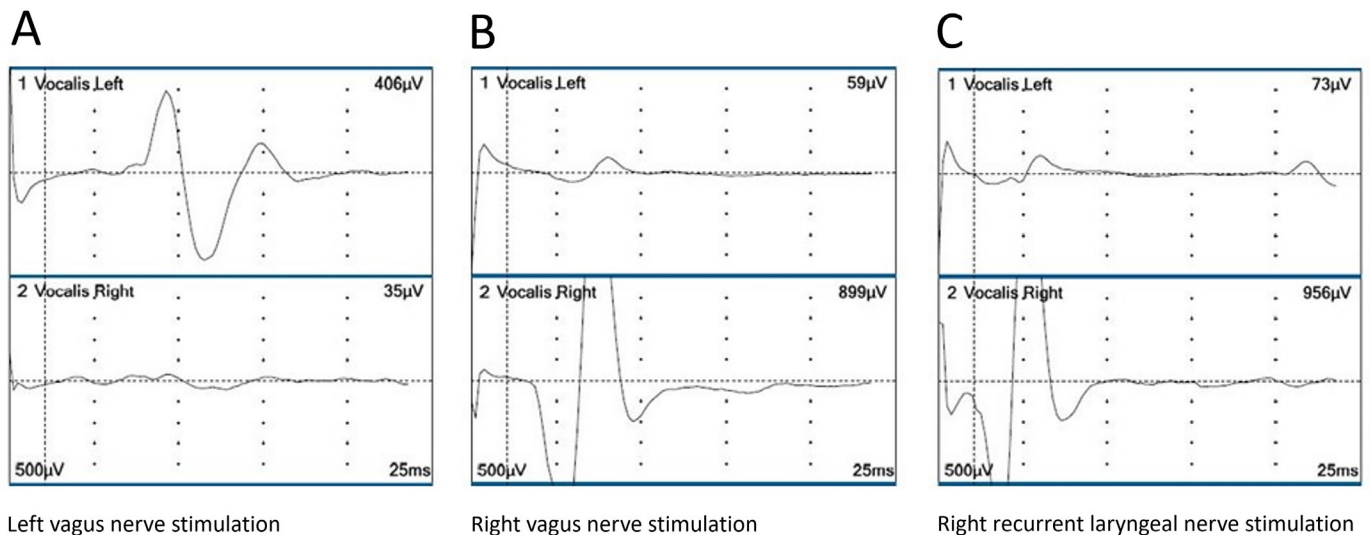 A
1 Vocalis Left 406µV
2 Vocalis Right 35µV
500µV 25ms
Left vagus nerve stimulation
B
1 Vocalis Left 59µV
2 Vocalis Right 899µV
500µV 25ms
Right vagus nerve stimulation
C
1 Vocalis Left 73µV
2 Vocalis Right 956µV
500µV 25ms
Right recurrent laryngeal nerve stimulation